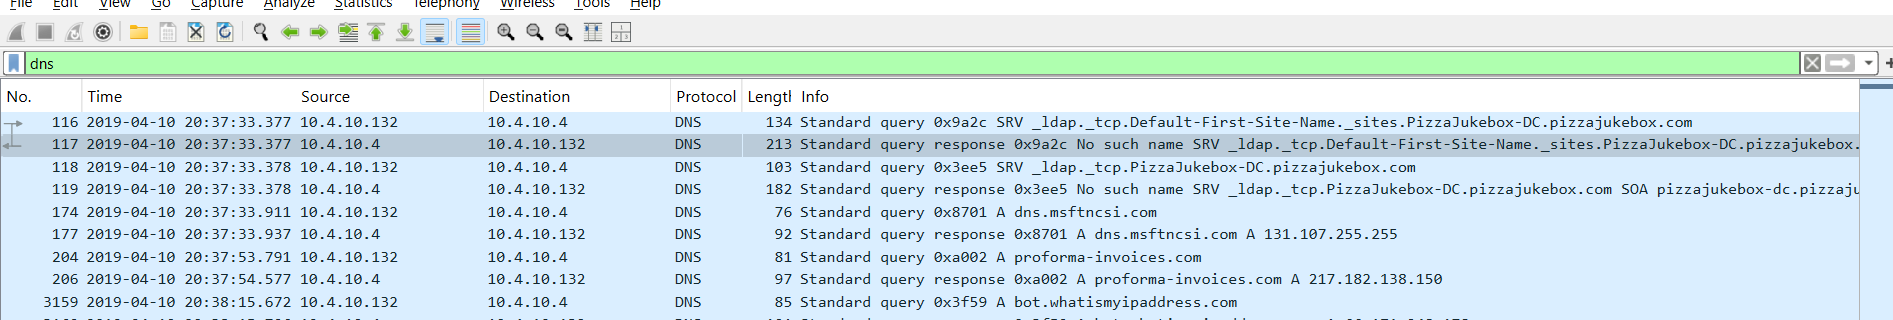 File Edit View Go Capture Analyze Statistics Telephony Wireless Tools Help
dns
No. Time Source Destination Protocol Lengtl Info
116 2019-04-10 20:37:33.377 10.4.10.132 10.4.10.4 DNS 134 Standard query 0x9a2c SRV _ldap._tcp.Default-First-Site-Name._sites.PizzaJukebox-DC.pizzajukebox.com
117 2019-04-10 20:37:33.377 10.4.10.4 10.4.10.132 DNS 213 Standard query response 0x9a2c No such name SRV _ldap._tcp.Default-First-Site-Name._sites.PizzaJukebox-DC.pizzajukebox.
118 2019-04-10 20:37:33.378 10.4.10.132 10.4.10.4 DNS 103 Standard query 0x3ee5 SRV _ldap._tcp.PizzaJukebox-DC.pizzajukebox.com
119 2019-04-10 20:37:33.378 10.4.10.4 10.4.10.132 DNS 182 Standard query response 0x3ee5 No such name SRV _ldap._tcp.PizzaJukebox-DC.pizzajukebox.com SOA pizzajukebox-dc.pizzaju
174 2019-04-10 20:37:33.911 10.4.10.132 10.4.10.4 DNS 76 Standard query 0x8701 A dns.msftncsi.com
177 2019-04-10 20:37:33.937 10.4.10.4 10.4.10.132 DNS 92 Standard query response 0x8701 A dns.msftncsi.com A 131.107.255.255
204 2019-04-10 20:37:53.791 10.4.10.132 10.4.10.4 DNS 81 Standard query 0xa002 A proforma-invoices.com
206 2019-04-10 20:37:54.577 10.4.10.4 10.4.10.132 DNS 97 Standard query response 0xa002 A proforma-invoices.com A 217.182.138.150
3159 2019-04-10 20:38:15.672 10.4.10.132 10.4.10.4 DNS 85 Standard query 0x3f59 A bot.whatismyipaddress.com